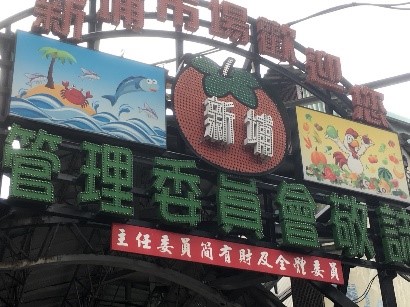 新埔市場歡迎您
新埔
管理委員會敬
主任委員簡有財及全體委員